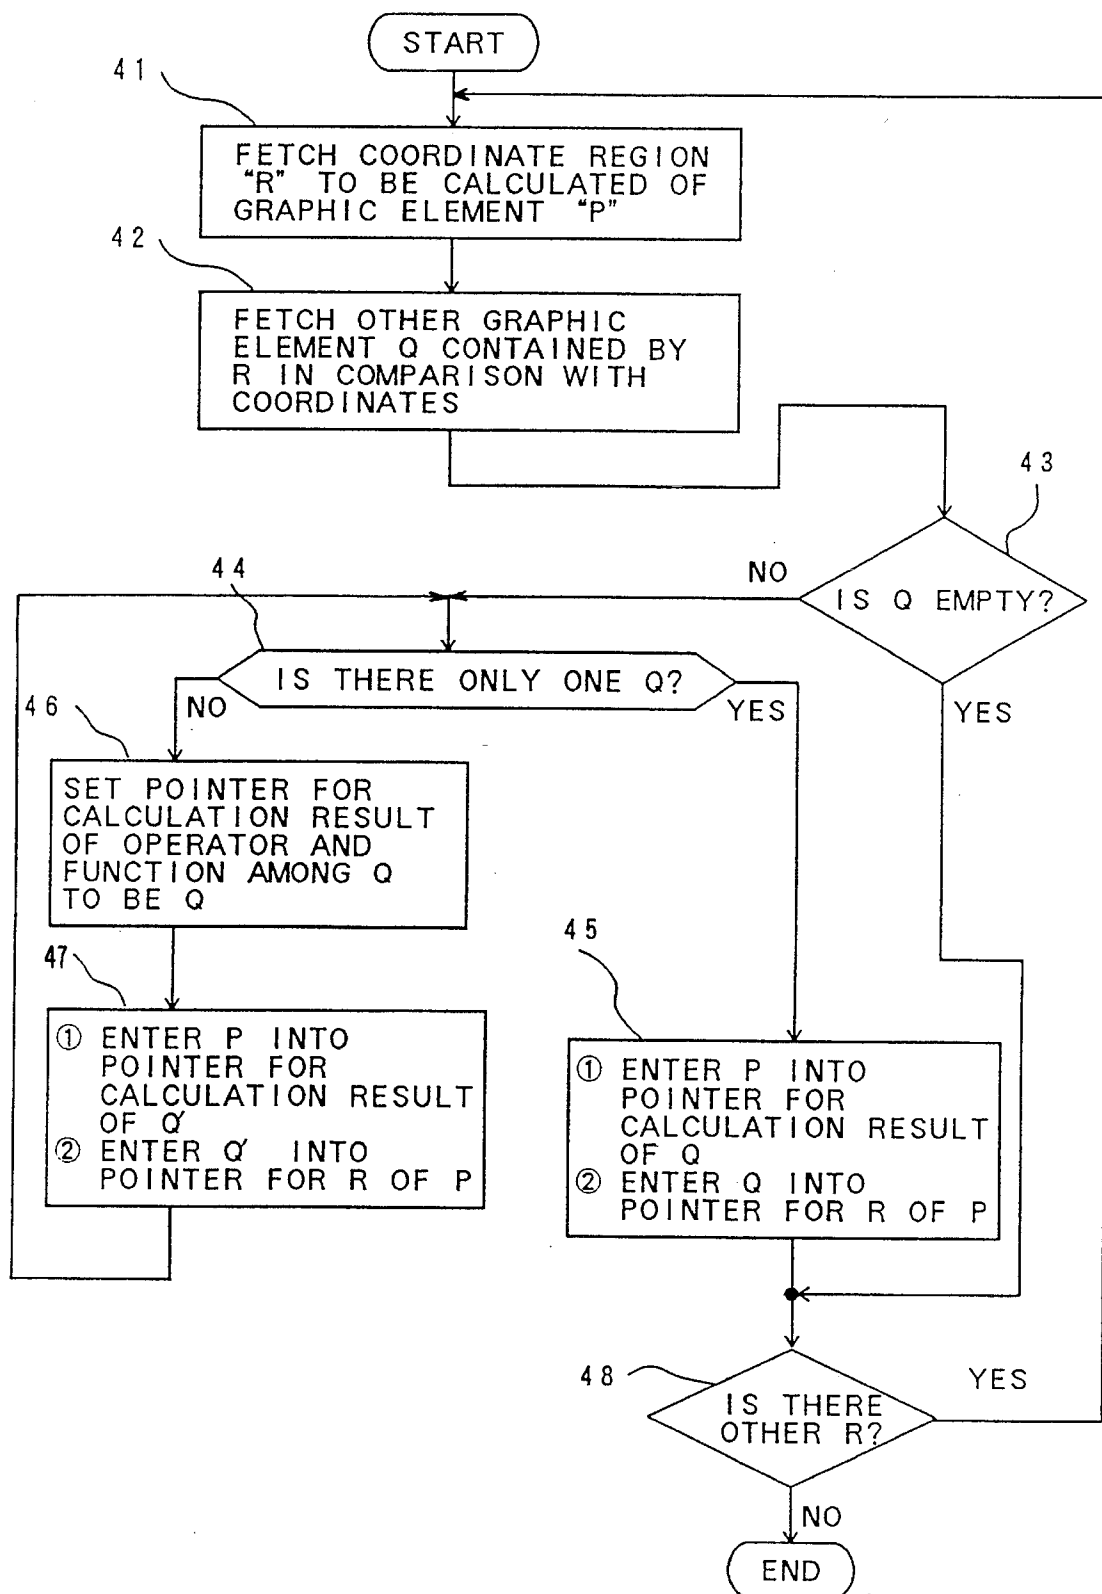 START
41
FETCH COORDINATE REGION
"R" TO BE CALCULATED OF
GRAPHIC ELEMENT "P"
42
FETCH OTHER GRAPHIC
ELEMENT Q CONTAINED BY
R IN COMPARISON WITH
COORDINATES
43
IS Q EMPTY?
NO
YES
44
IS THERE ONLY ONE Q?
NO
YES
46
SET POINTER FOR
CALCULATION RESULT
OF OPERATOR AND
FUNCTION AMONG Q
TO BE Q
47
① ENTER P INTO
POINTER FOR
CALCULATION RESULT
OF Q'
② ENTER Q' INTO
POINTER FOR R OF P
45
① ENTER P INTO
POINTER FOR
CALCULATION RESULT
OF Q
② ENTER Q INTO
POINTER FOR R OF P
48
IS THERE
OTHER R?
YES
NO
END